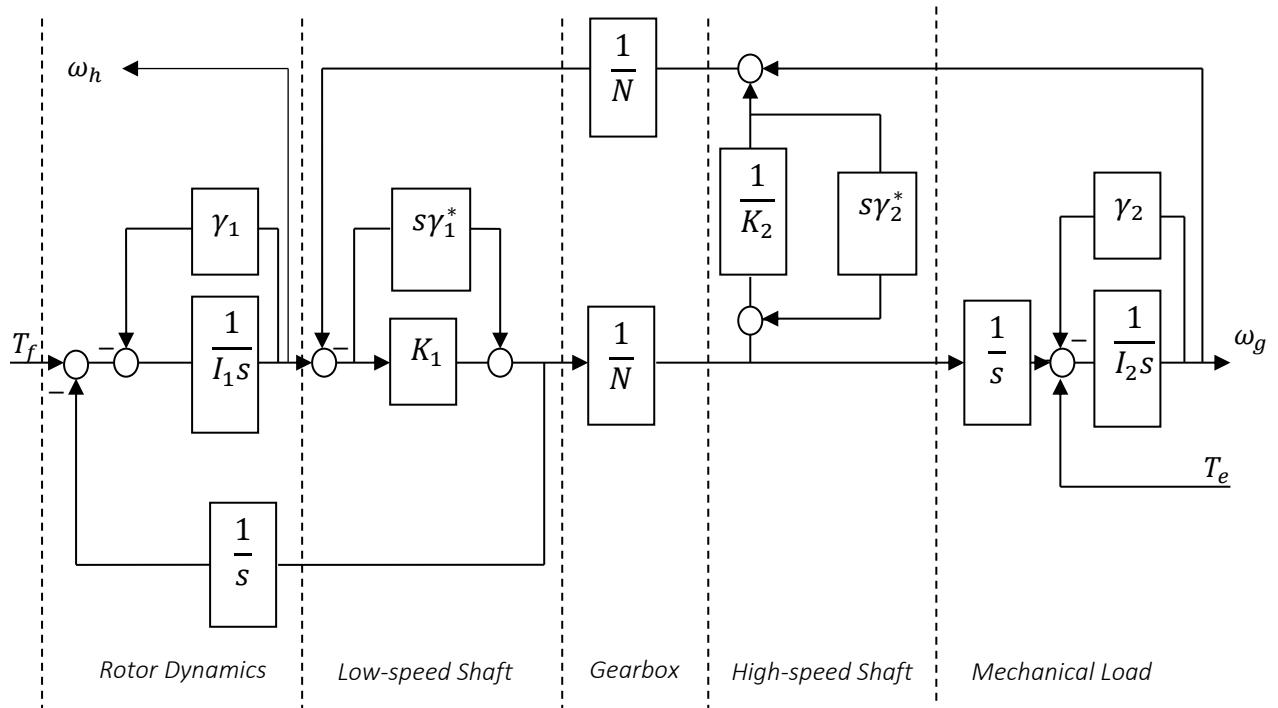 ω_h
1/N
γ_1
sγ_1^*
1/K_2
sγ_2^*
γ_2
T_f
−
−
1/(I_1 s)
−
K_1
1/N
1/s
−
1/(I_2 s)
ω_g
−
T_e
1/s
Rotor Dynamics
Low-speed Shaft
Gearbox
High-speed Shaft
Mechanical Load